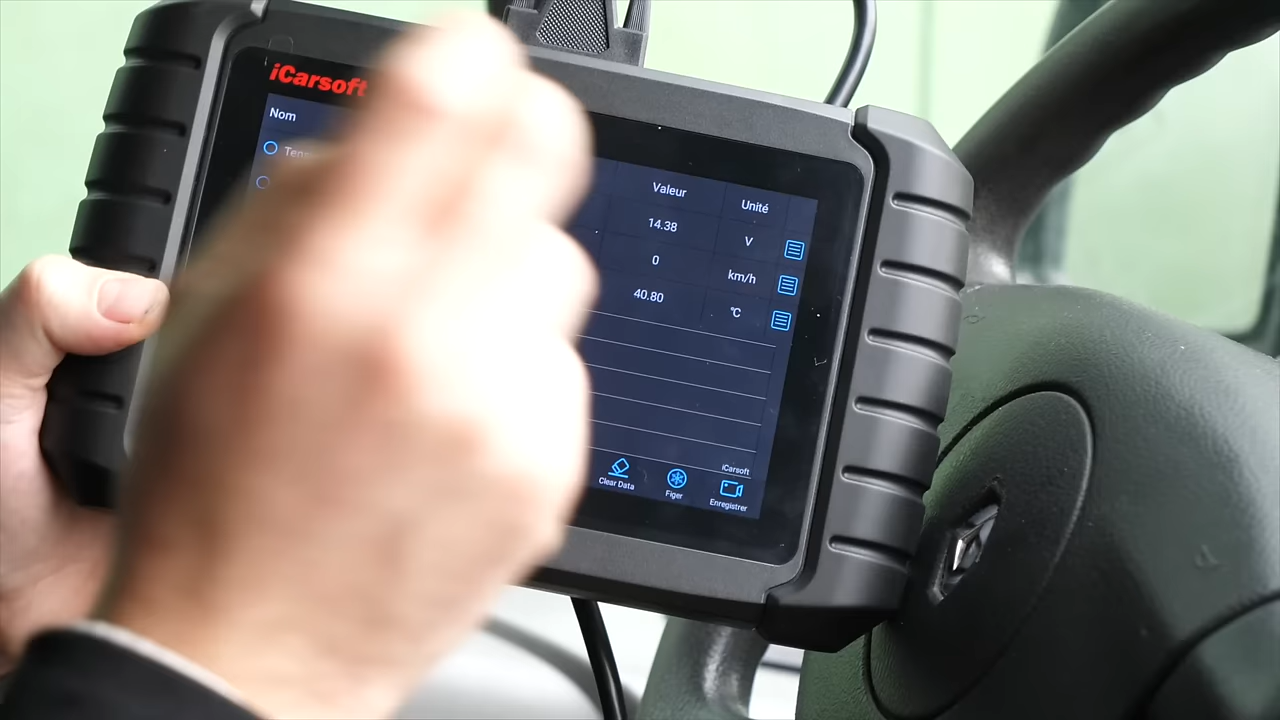 iCarsoft
Nom Valeur Unité
14.38 V
0 km/h
40.80 °C
iCarsoft
Clear Data Figer Enregistrer